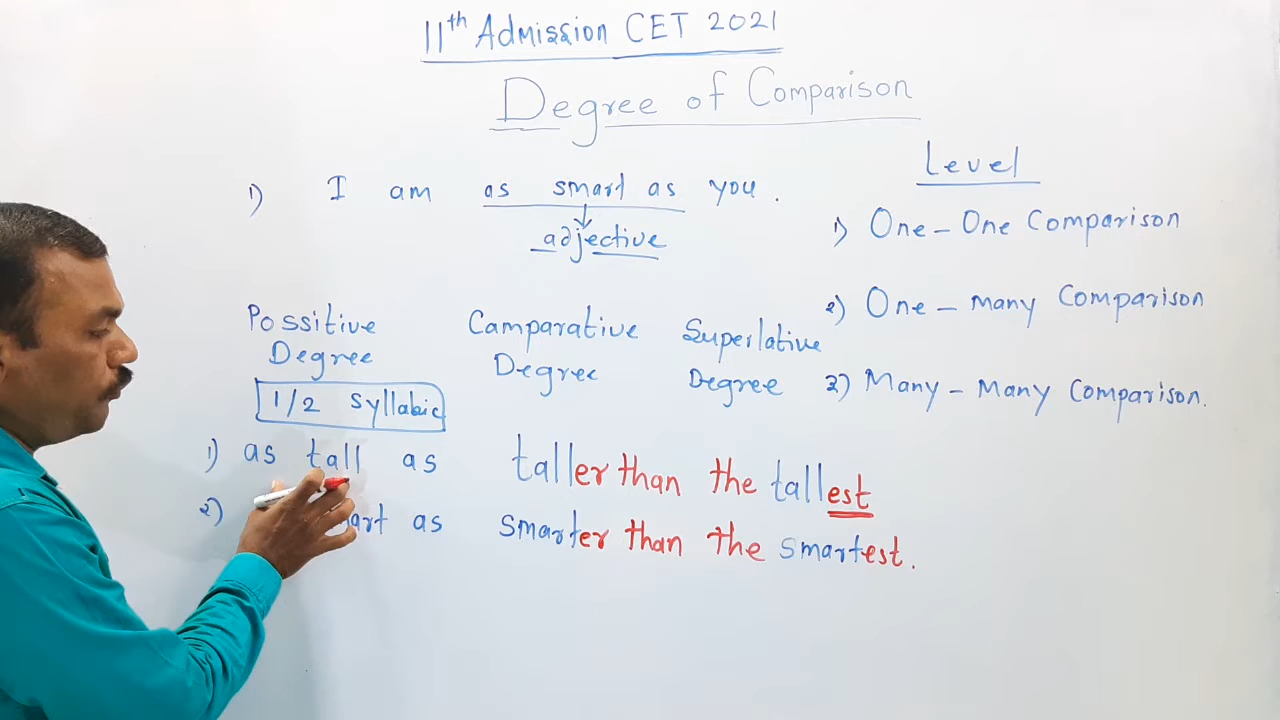 11th Admission CET 2021
Degree of Comparison
1) I am as smart as you.
adjective
Level
1) One - One Comparison
2) One - Many Comparison
3) Many - Many Comparison.
Possitive Degree
Camparative Degree
Superlative Degree
1/2 Syllabic
1) as tall as taller than the tallest
2) as smarter than the smartest.